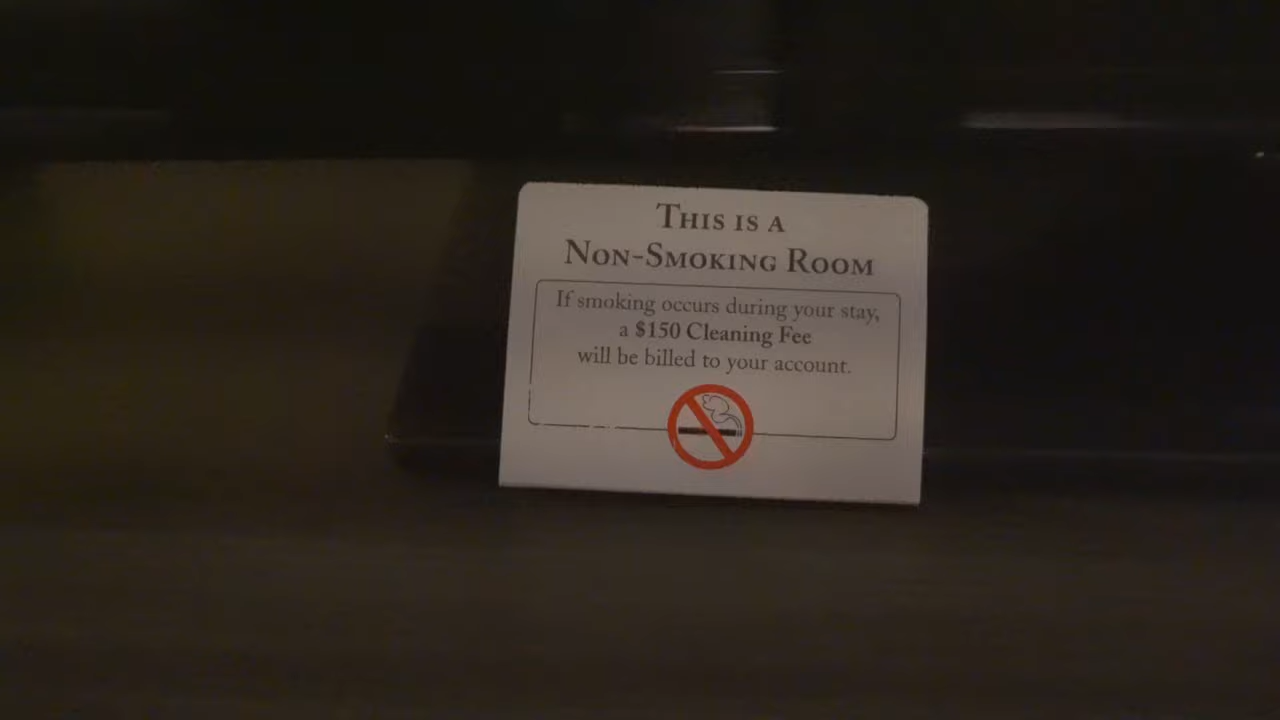 This is a
Non-Smoking Room
If smoking occurs during your stay,
a $150 Cleaning Fee
will be billed to your account.